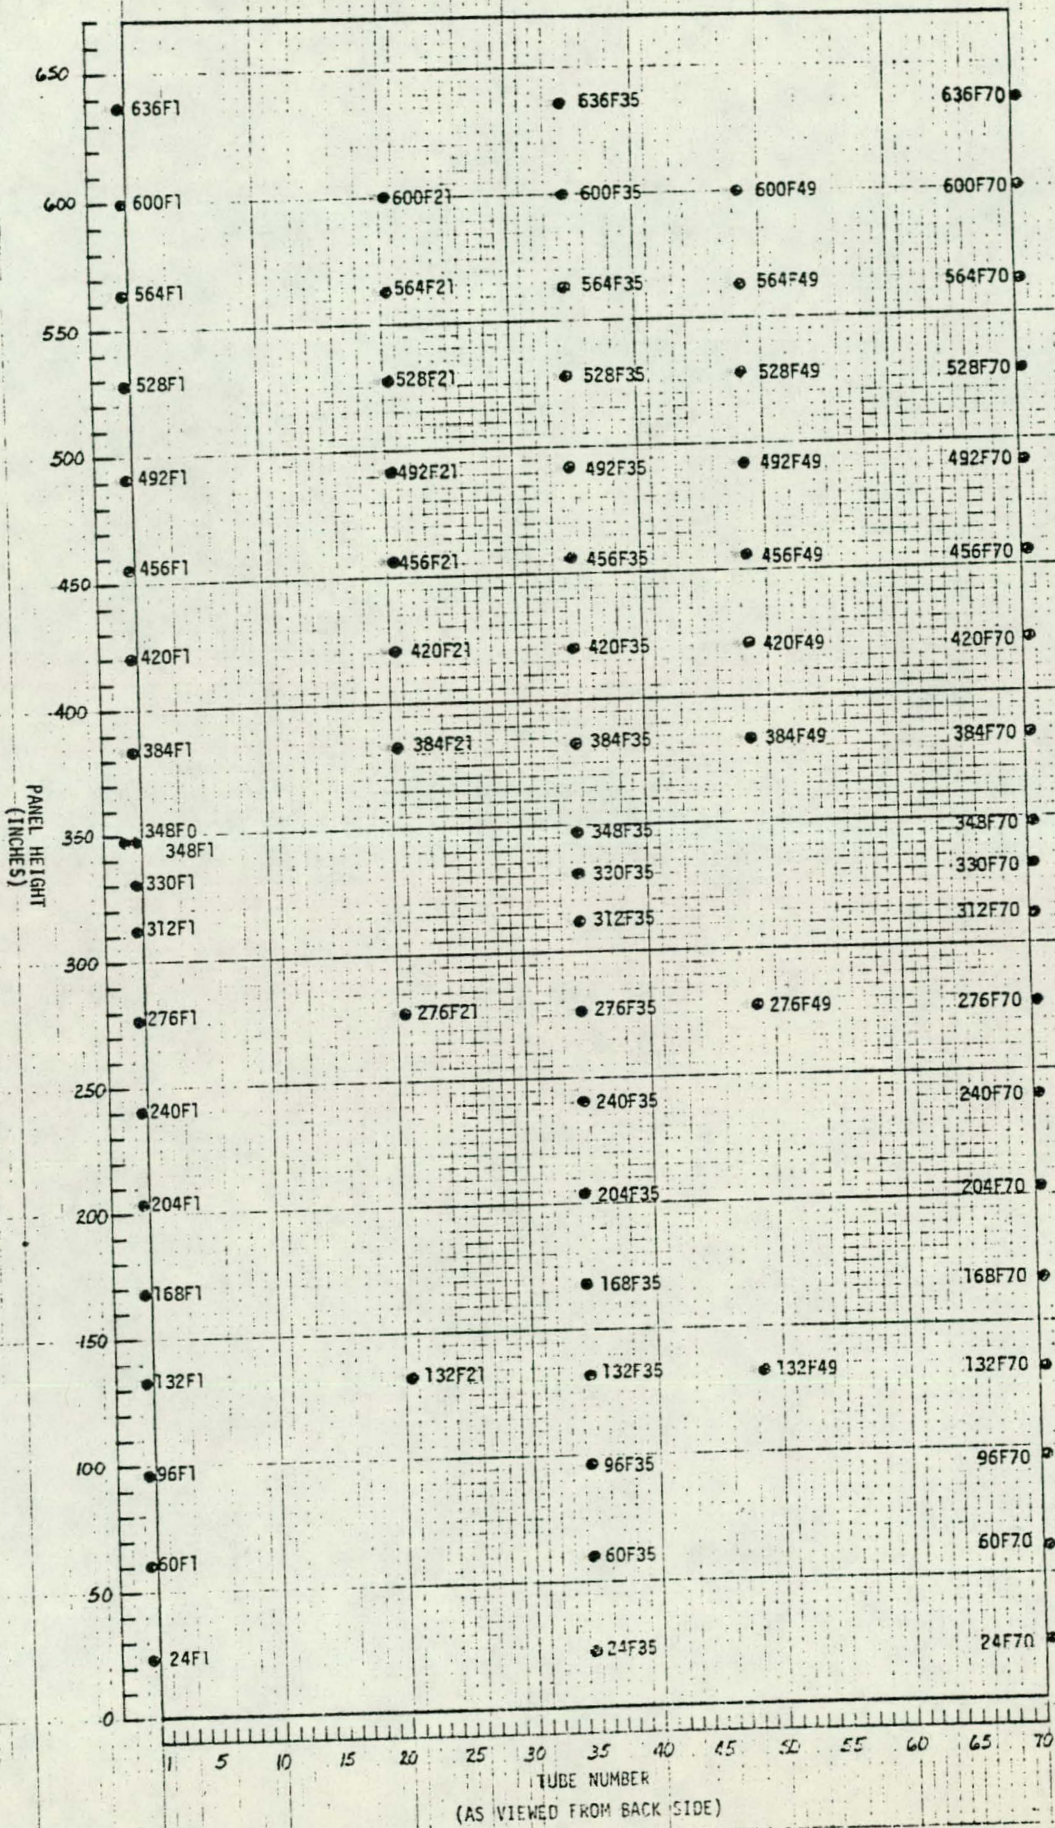 650
636F1 636F35 636F70
600 600F1 600F21 600F35 600F49 600F70
564F1 564F21 564F35 564F49 564F70
550
528F1 528F21 528F35 528F49 528F70
500
492F1 492F21 492F35 492F49 492F70
456F1 456F21 456F35 456F49 456F70
450
420F1 420F21 420F35 420F49 420F70
400
384F1 384F21 384F35 384F49 384F70
350 348F0 348F35 348F70
348F1
PANEL HEIGHT
(INCHES)
330F1 330F35 330F70
312F1 312F35 312F70
300
276F1 276F21 276F35 276F49 276F70
250
240F1 240F35 240F70
204F1 204F35 204F70
200
168F1 168F35 168F70
150
132F1 132F21 132F35 132F49 132F70
100
96F1 96F35 96F70
60F1 60F35 60F70
50
24F1 24F35 24F70
0
1 5 10 15 20 25 30 35 40 45 50 55 60 65 70
TUBE NUMBER
(AS VIEWED FROM BACK SIDE)